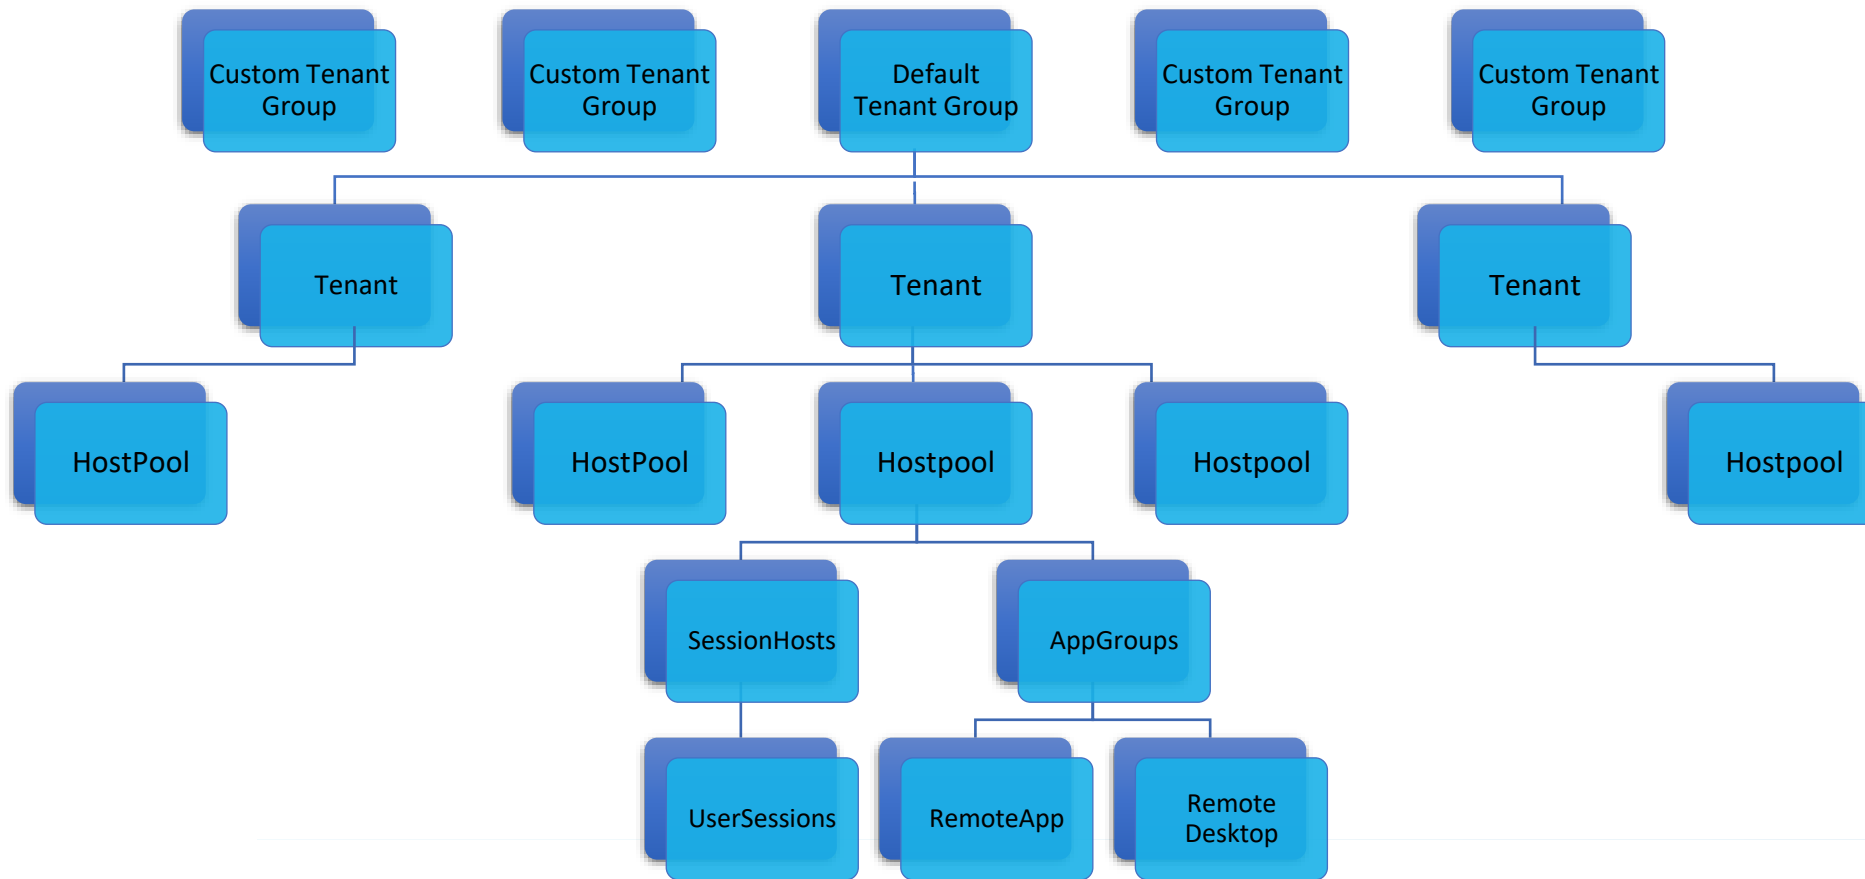 Custom Tenant
Group
Custom Tenant
Group
Default
Tenant Group
Custom Tenant
Group
Custom Tenant
Group
Tenant
Tenant
Tenant
HostPool
HostPool
Hostpool
Hostpool
Hostpool
SessionHosts
AppGroups
UserSessions
RemoteApp
Remote
Desktop